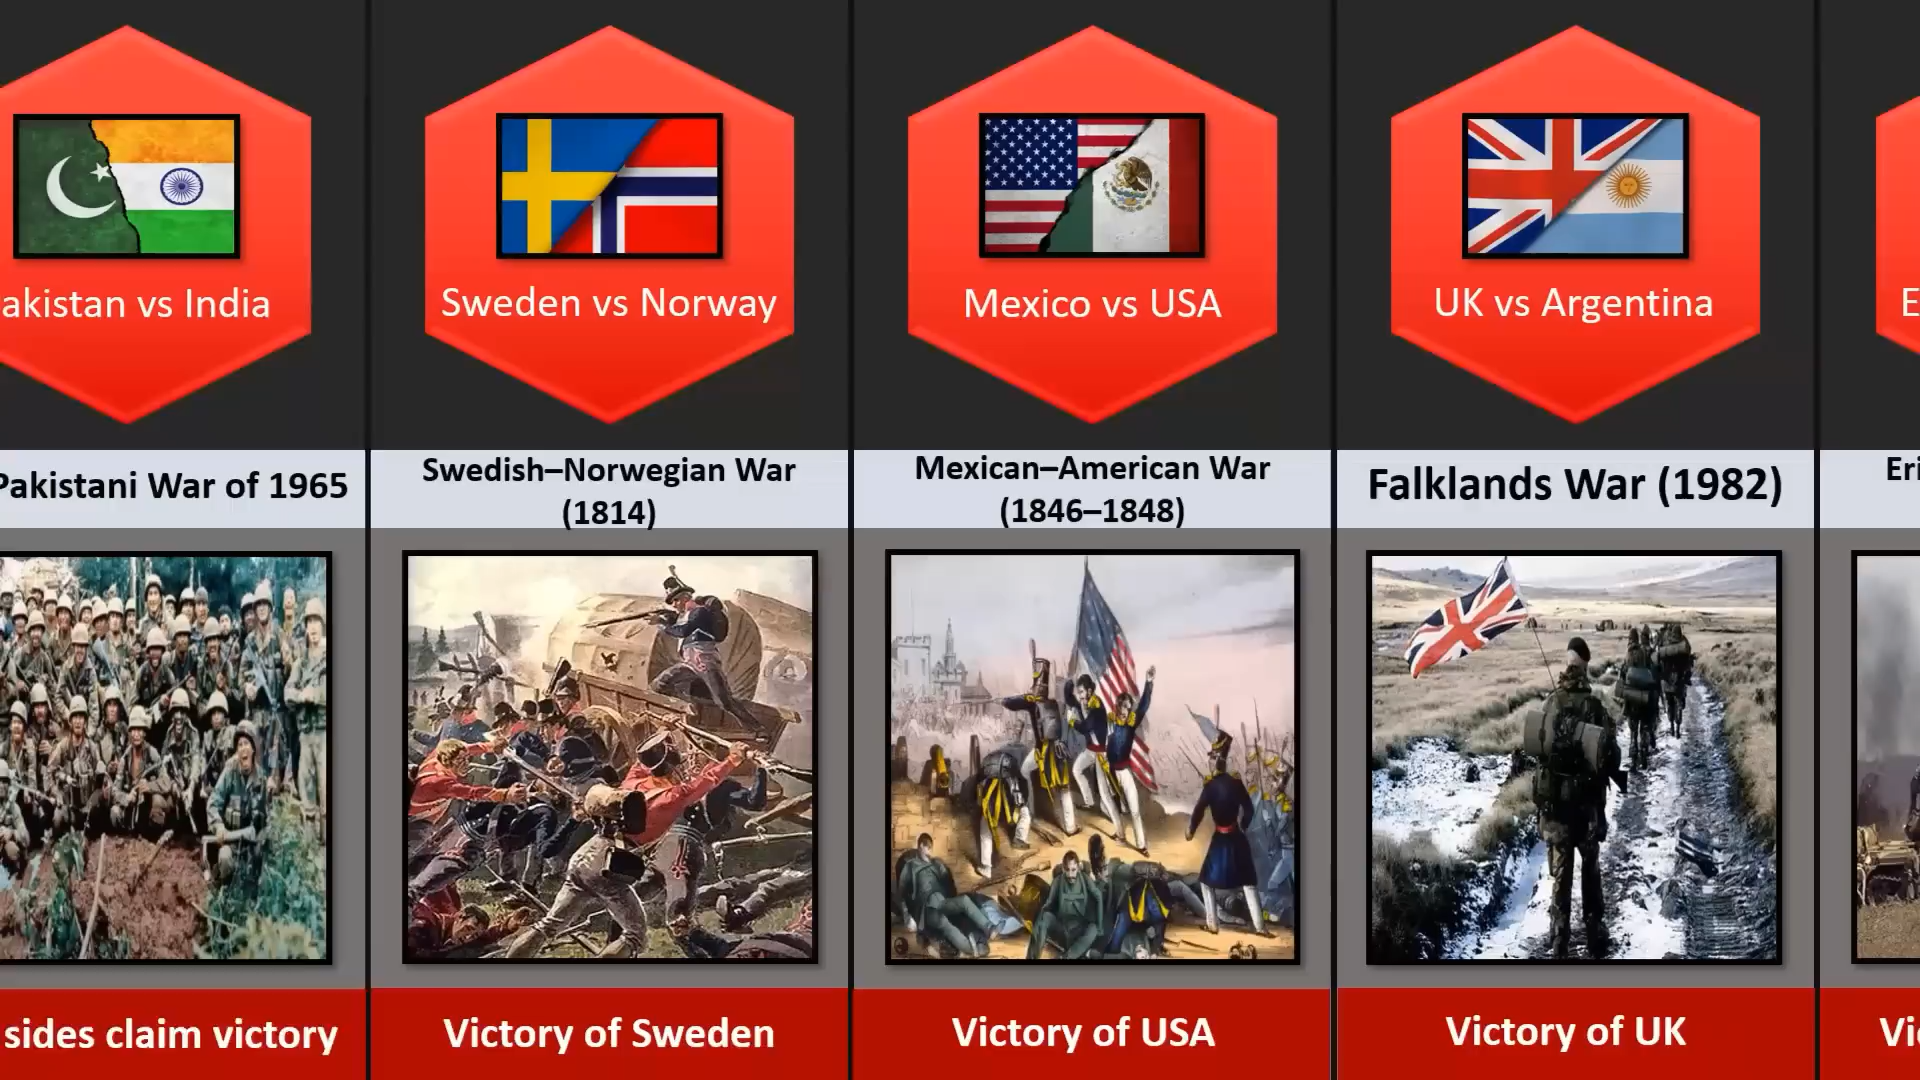 akistan vs India
Sweden vs Norway
Mexico vs USA
UK vs Argentina
E
Pakistani War of 1965
Swedish–Norwegian War
(1814)
Mexican–American War
(1846–1848)
Falklands War (1982)
Eri
sides claim victory
Victory of Sweden
Victory of USA
Victory of UK
Vic